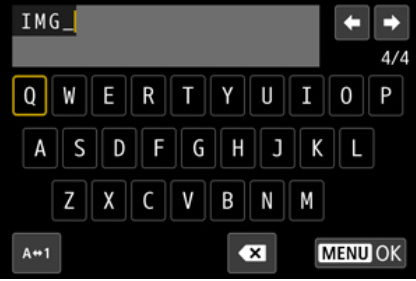 IMG_
4/4
Q W E R T Y U I O P
A S D F G H J K L
Z X C V B N M
A↔1 MENU OK